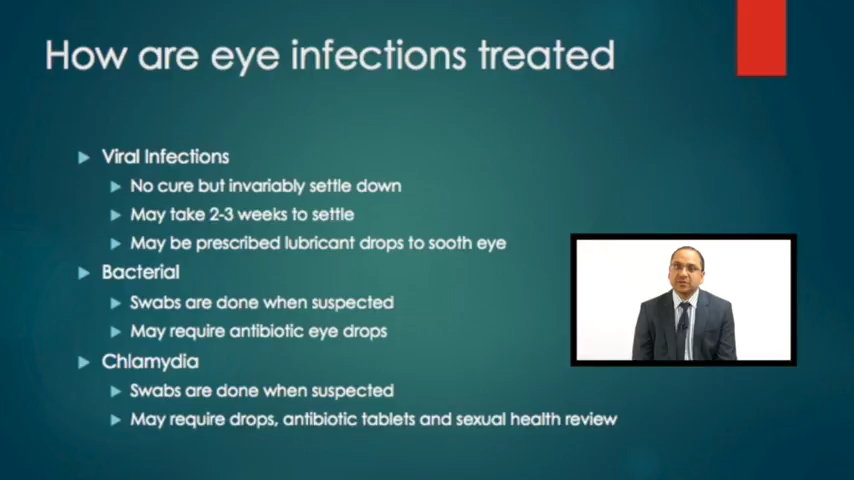 How are eye infections treated
Viral Infections
No cure but invariably settle down
May take 2-3 weeks to settle
May be prescribed lubricant drops to sooth eye
Bacterial
Swabs are done when suspected
May require antibiotic eye drops
Chlamydia
Swabs are done when suspected
May require drops, antibiotic tablets and sexual health review